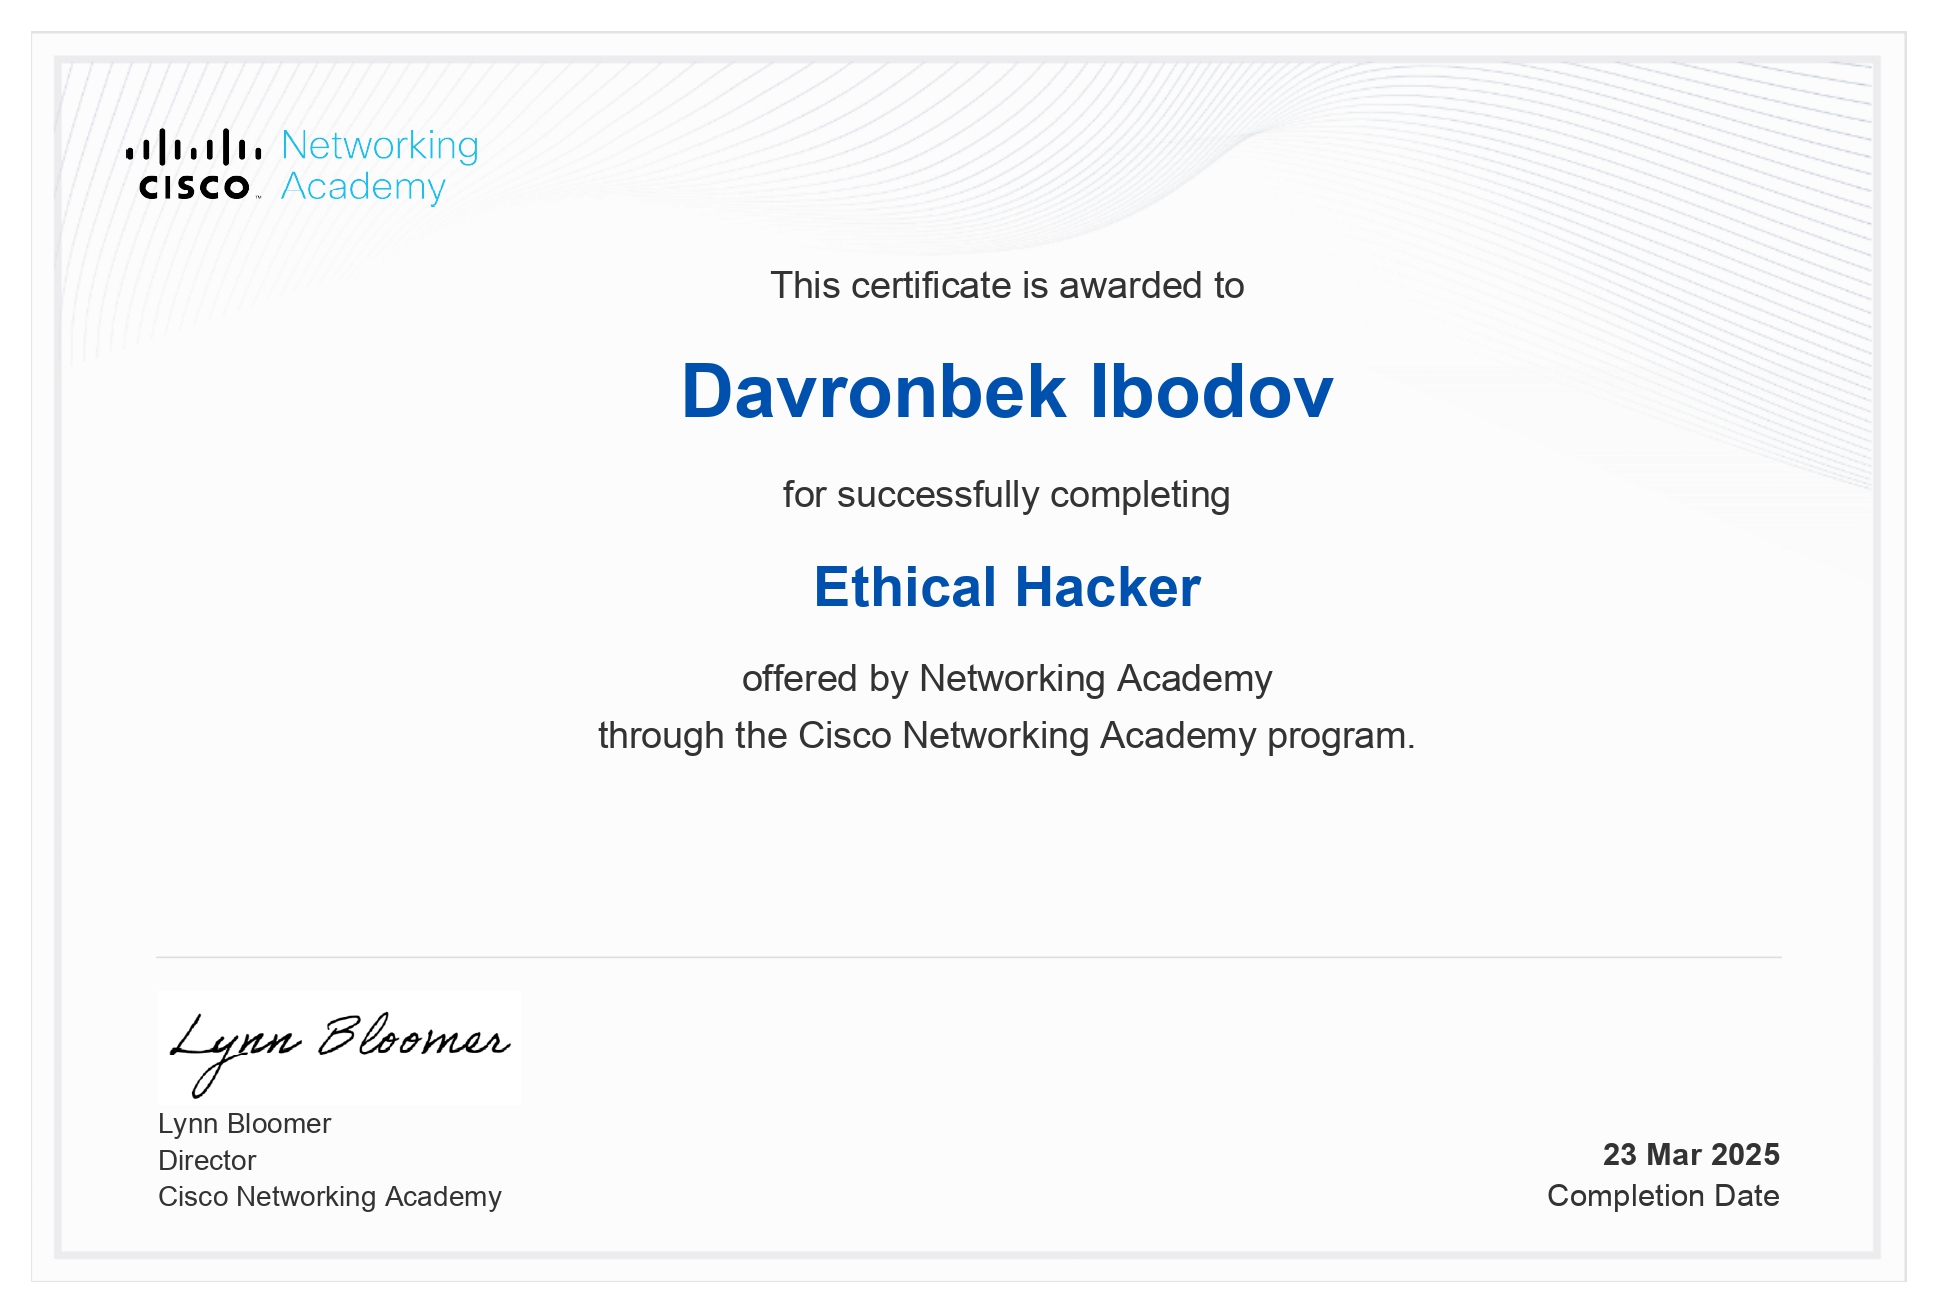 Networking
CISCO™ Academy
This certificate is awarded to
Davronbek Ibodov
for successfully completing
Ethical Hacker
offered by Networking Academy
through the Cisco Networking Academy program.
Lynn Bloomer
Lynn Bloomer
Director
Cisco Networking Academy
23 Mar 2025
Completion Date